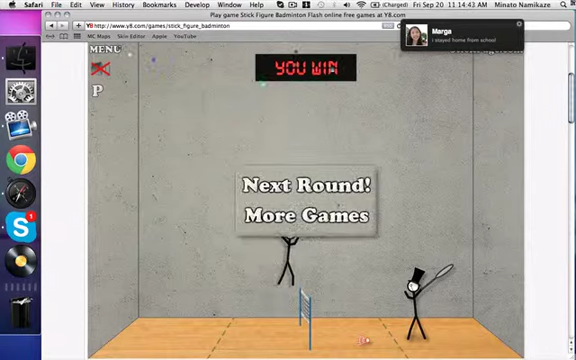 Safari File Edit View History Bookmarks Develop Window Help
(Charged) Fri Sep 20 11:14:43 AM Minato Namikaze
Play game Stick Figure Badminton Flash online free games at Y8.com
Y8 http://www.y8.com/games/stick_figure_badminton
MC Maps Skin Editor Apple YouTube
Marga
i stayed home from school
MENU
YOU WIN
P
Next Round!
More Games
1